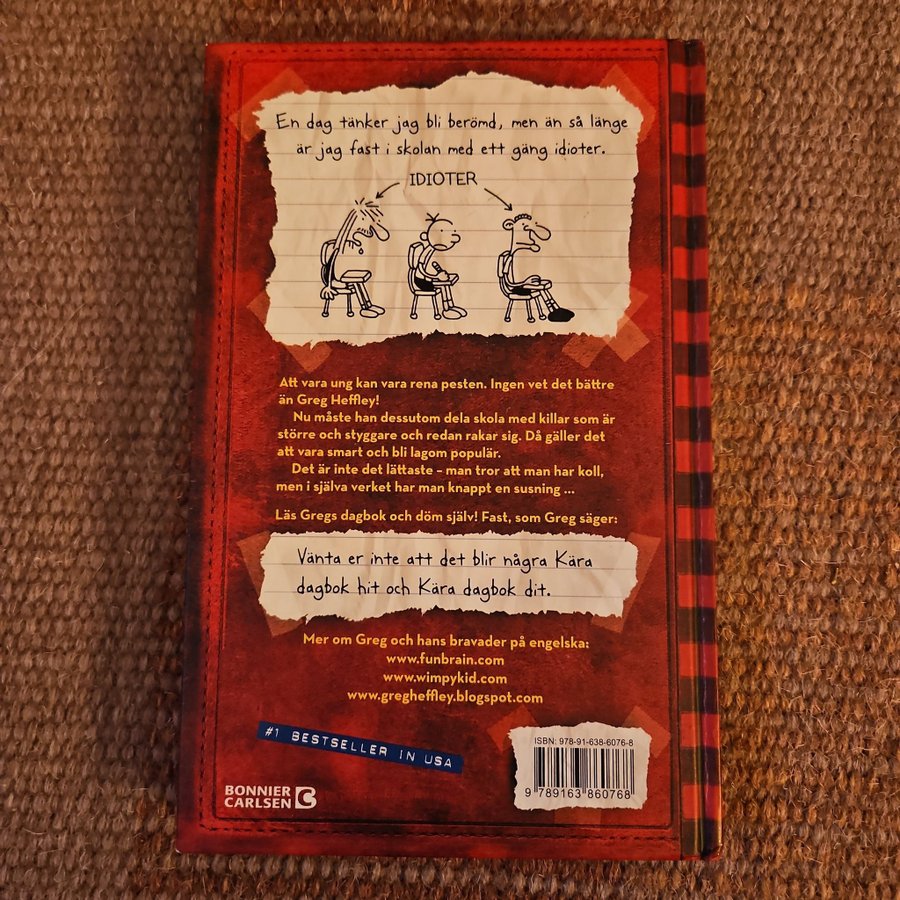 En dag tänker jag bli berömd, men än så länge
är jag fast i skolan med ett gäng idioter.
IDIOTER
Att vara ung kan vara rena pesten. Ingen vet det bättre
än Greg Heffley!
Nu måste han dessutom dela skola med killar som är
större och styggare och redan rakar sig. Då gäller det
att vara smart och bli lagom populär.
Det är inte det lättaste – man tror att man har koll,
men i själva verket har man knappt en susning ...
Läs Gregs dagbok och döm själv! Fast, som Greg säger:
Vänta er inte att det blir några Kära
dagbok hit och Kära dagbok dit.
Mer om Greg och hans bravader på engelska:
www.funbrain.com
www.wimpykid.com
www.gregheffley.blogspot.com
#1 BESTSELLER IN USA
BONNIER
CARLSEN
ISBN: 978-91-638-6076-8
9 789163 860768